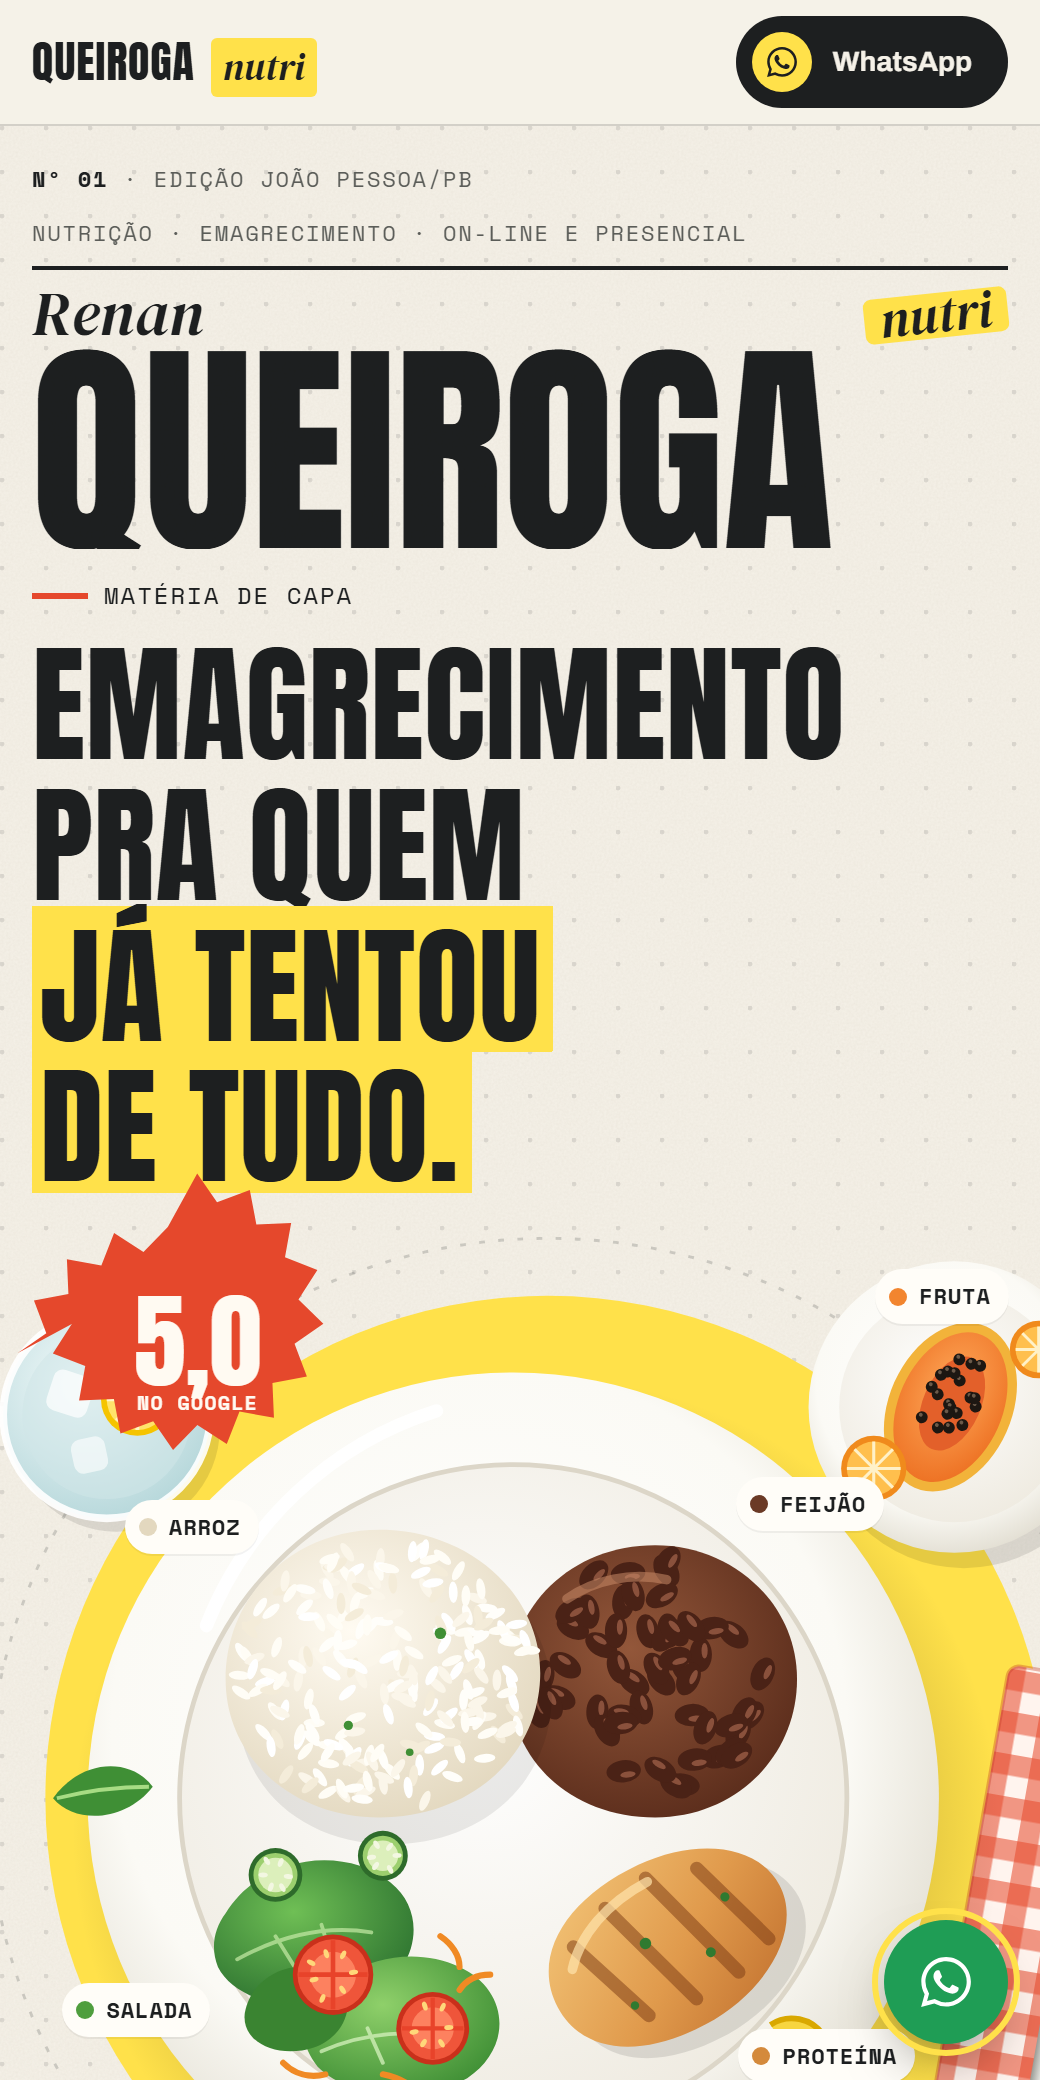 QUEIROGA nutri
WhatsApp
N° 01 · EDIÇÃO JOÃO PESSOA/PB
NUTRIÇÃO · EMAGRECIMENTO · ON-LINE E PRESENCIAL
Renan
nutri
QUEIROGA
MATÉRIA DE CAPA
EMAGRECIMENTO
PRA QUEM
JÁ TENTOU
DE TUDO.
5,0
NO GOOGLE
FRUTA
FEIJÃO
ARROZ
SALADA
PROTEÍNA